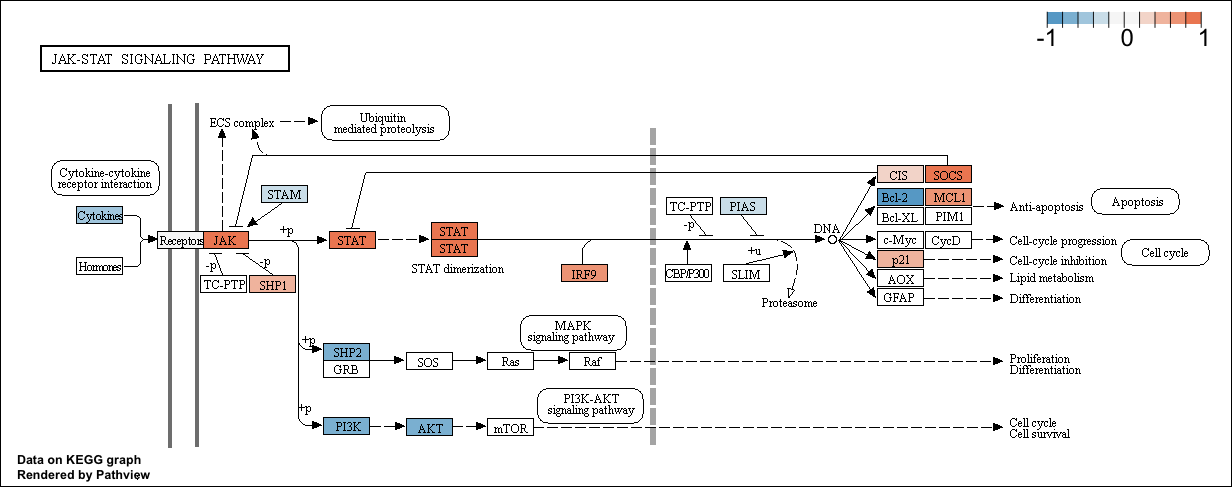 -1 0 1
JAK-STAT SIGNALING PATHWAY
ECS complex
Ubiquitin
mediated proteolysis
Cytokine-cytokine
receptor interaction
STAM
Cytokines
Hormones
Receptors
JAK
+p
-p
-p
TC-PTP
SHP1
STAT
STAT
STAT
STAT dimerization
IRF9
TC-PTP
PIAS
-p
+u
CBP/P300
SLIM
Proteasome
DNA
CIS
SOCS
Bcl-2
MCL1
Bcl-XL
PIM1
c-Myc
CycD
p21
AOX
GFAP
Anti-apoptosis
Apoptosis
Cell-cycle progression
Cell-cycle inhibition
Cell cycle
Lipid metabolism
Differentiation
+p
SHP2
GRB
SOS
Ras
Raf
MAPK
signaling pathway
Proliferation
Differentiation
+p
PI3K
AKT
mTOR
PI3K-AKT
signaling pathway
Cell cycle
Cell survival
Data on KEGG graph
Rendered by Pathview